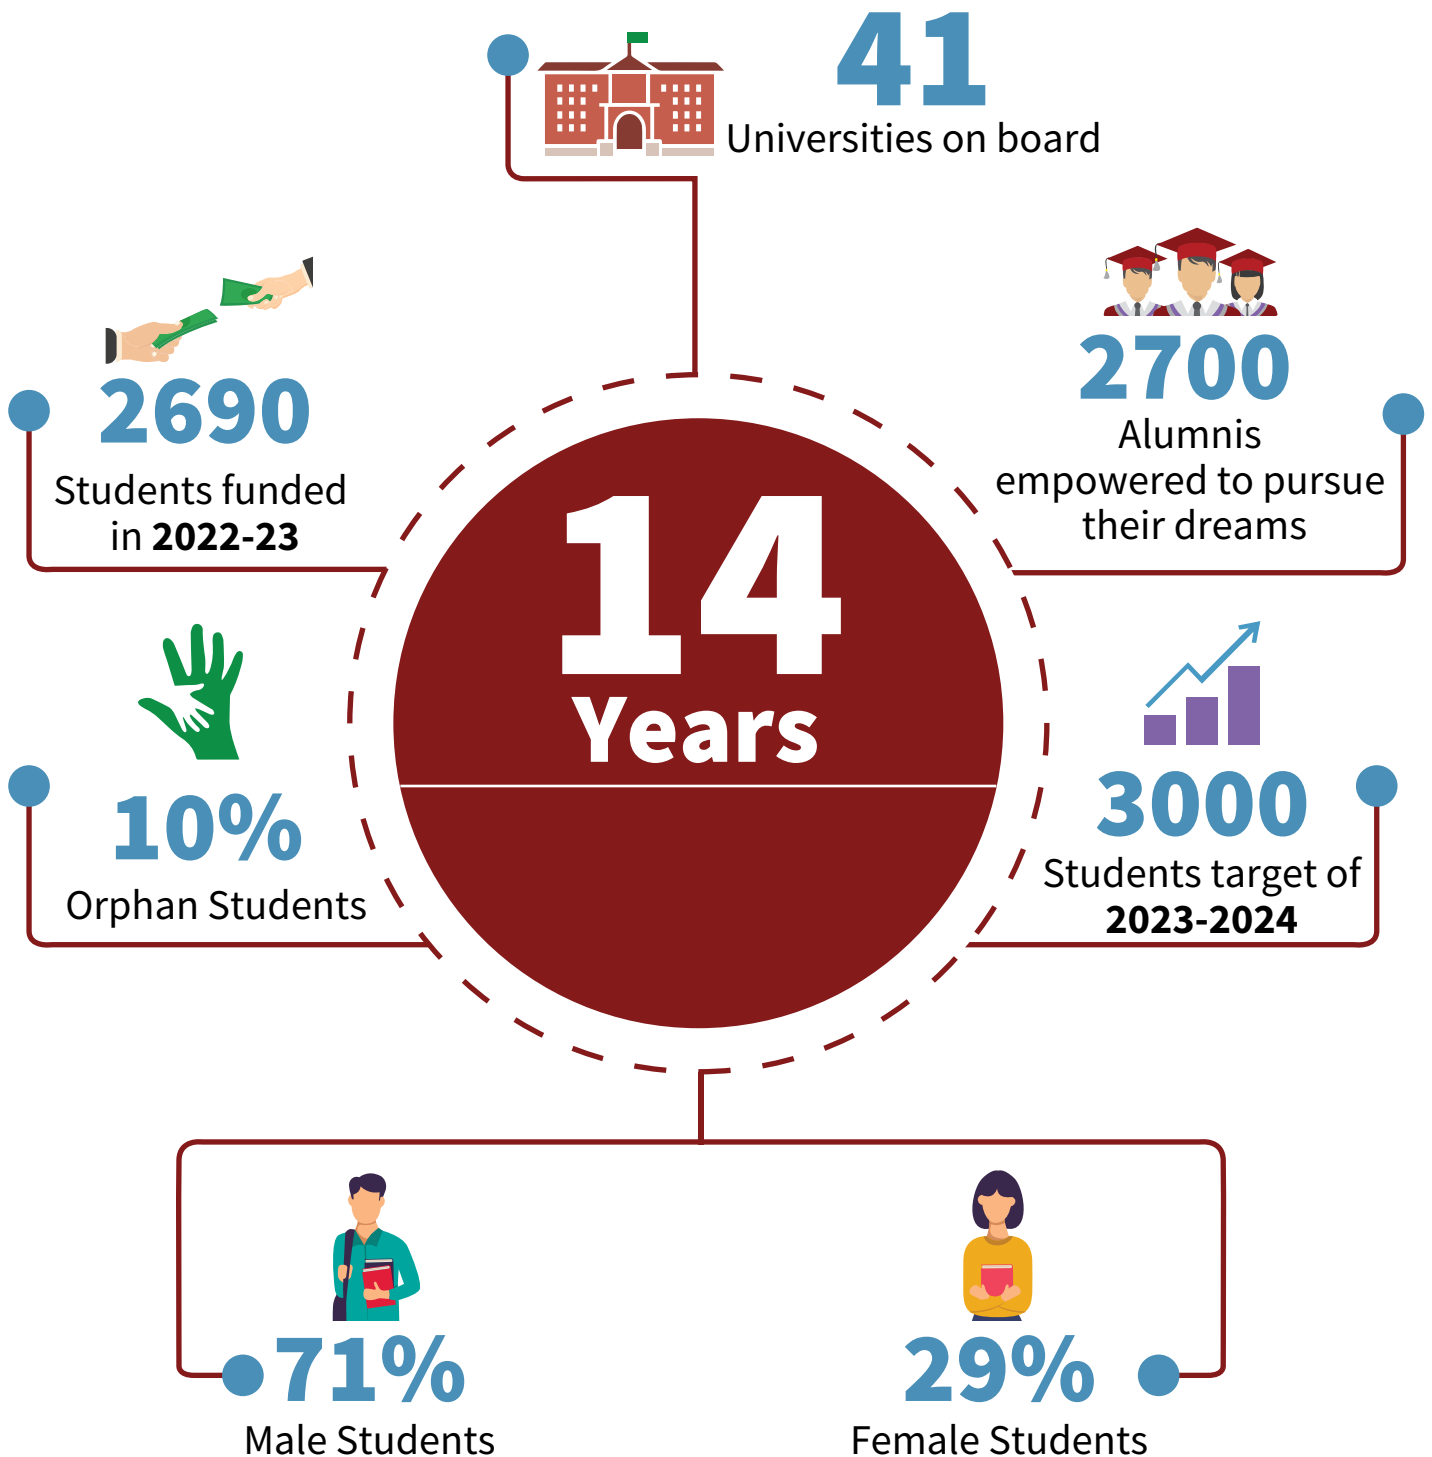 41
Universities on board
2690
Students funded
in 2022-23
2700
Alumnis
empowered to pursue
their dreams
14
Years
10%
Orphan Students
3000
Students target of
2023-2024
71%
Male Students
29%
Female Students